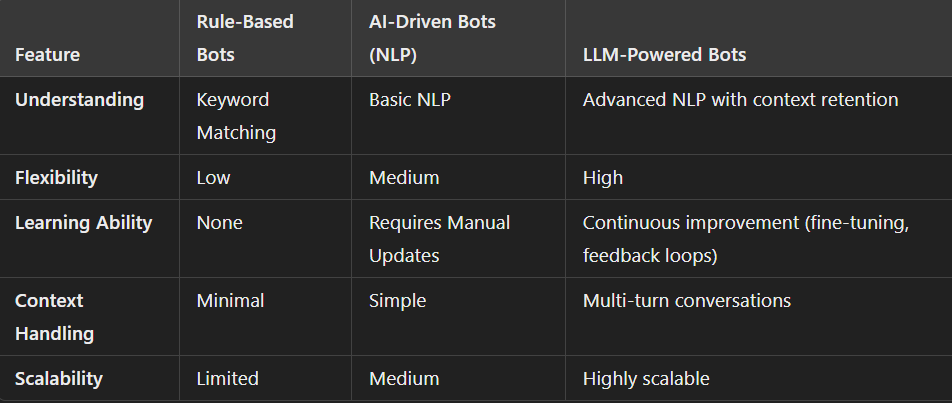 Feature
Rule-Based
Bots
AI-Driven Bots
(NLP)
LLM-Powered Bots
Understanding
Keyword
Matching
Basic NLP
Advanced NLP with context retention
Flexibility
Low
Medium
High
Learning Ability
None
Requires Manual
Updates
Continuous improvement (fine-tuning,
feedback loops)
Context
Handling
Minimal
Simple
Multi-turn conversations
Scalability
Limited
Medium
Highly scalable